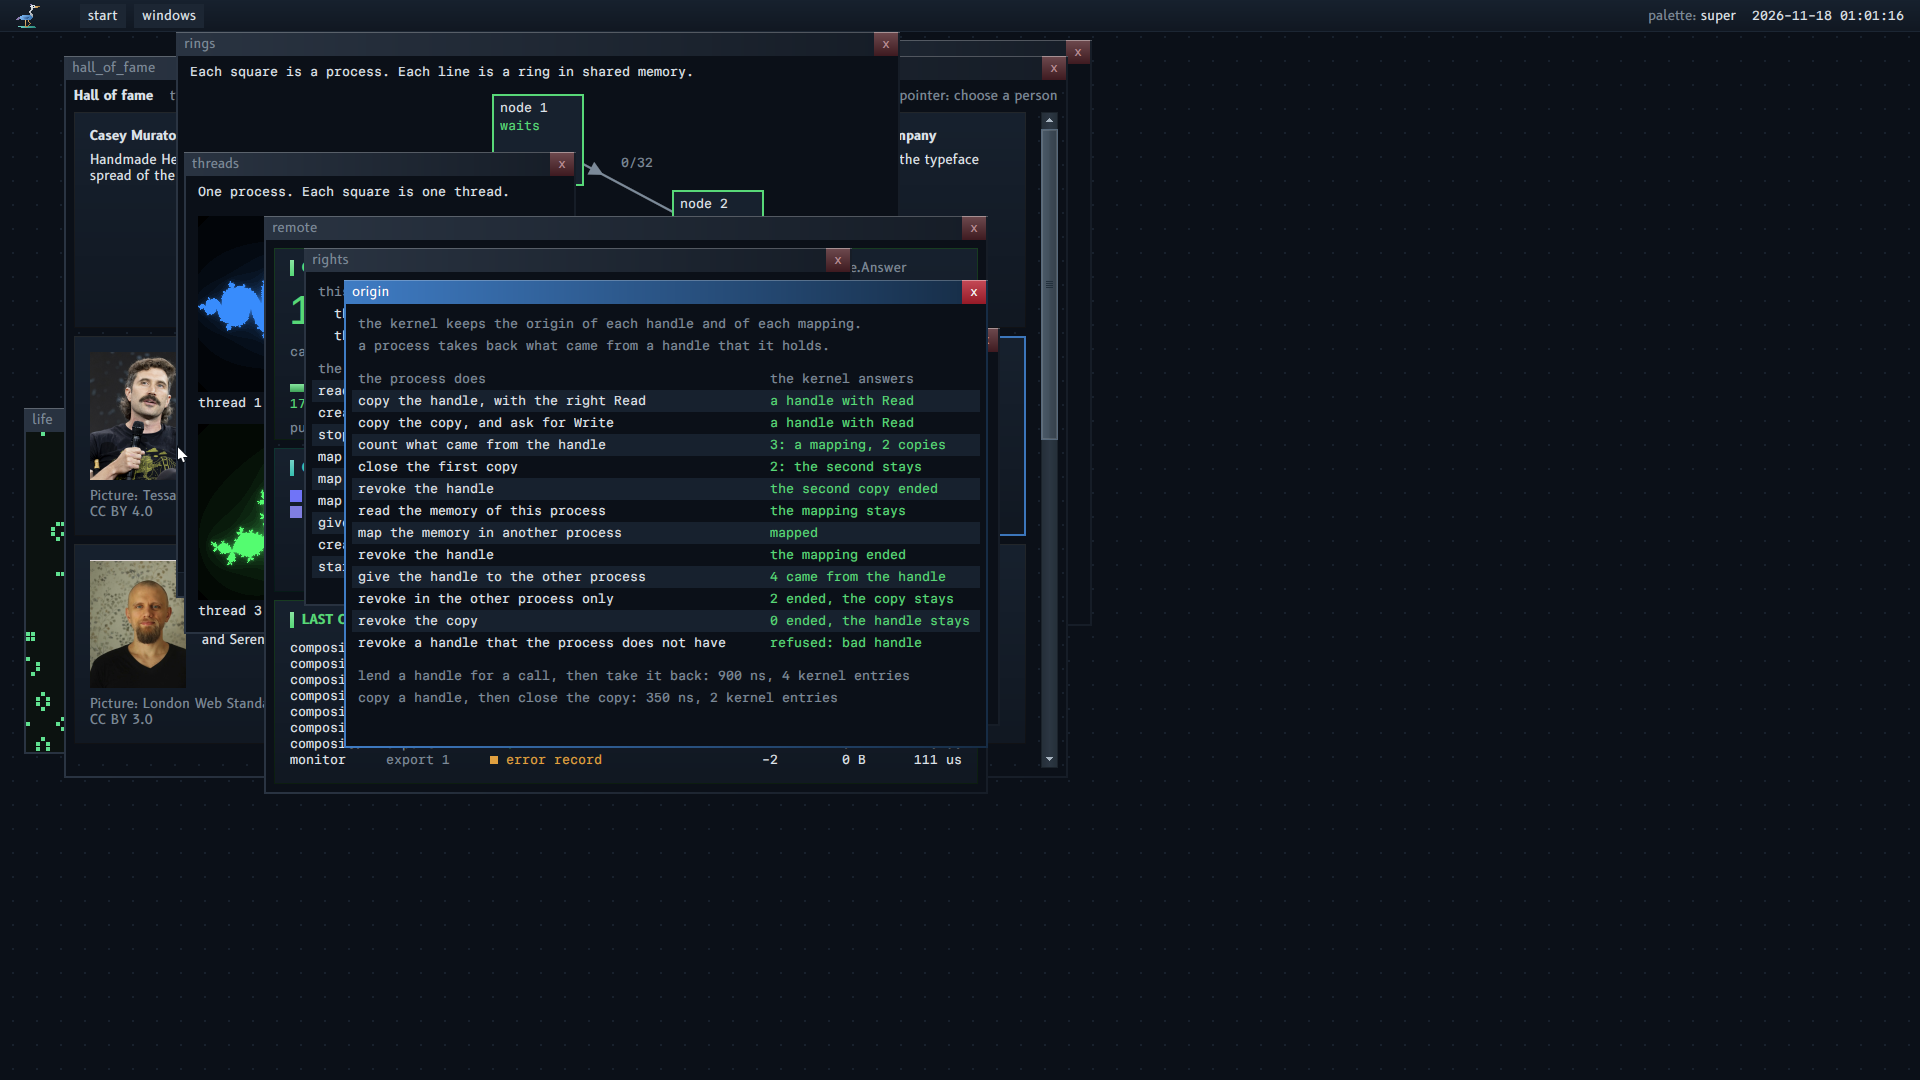 start windows palette: super 2026-11-18 01:01:16
rings x
x
hall_of_fame x
Each square is a process. Each line is a ring in shared memory.
Hall of fame pointer: choose a person
node 1
waits
Casey Murato
Handmade He the typeface
spread of the
threads x
0/32
One process. Each square is one thread.
node 2
remote x
rights x
e.Answer
origin x
the kernel keeps the origin of each handle and of each mapping.
a process takes back what came from a handle that it holds.
the process does the kernel answers
copy the handle, with the right Read a handle with Read
copy the copy, and ask for Write a handle with Read
count what came from the handle 3: a mapping, 2 copies
close the first copy 2: the second stays
revoke the handle the second copy ended
read the memory of this process the mapping stays
map the memory in another process mapped
revoke the handle the mapping ended
give the handle to the other process 4 came from the handle
revoke in the other process only 2 ended, the copy stays
revoke the copy 0 ended, the handle stays
revoke a handle that the process does not have refused: bad handle
lend a handle for a call, then take it back: 900 ns, 4 kernel entries
copy a handle, then close the copy: 350 ns, 2 kernel entries
the
map
map
map
17
thread 1
life
Picture: Tessa
CC BY 4.0
thread 3
and Seren
LAST C
composi
composi
composi
composi
composi
composi
composi
monitor export 1 error record -2 0 B 111 us
Picture: London Web Standa
CC BY 3.0